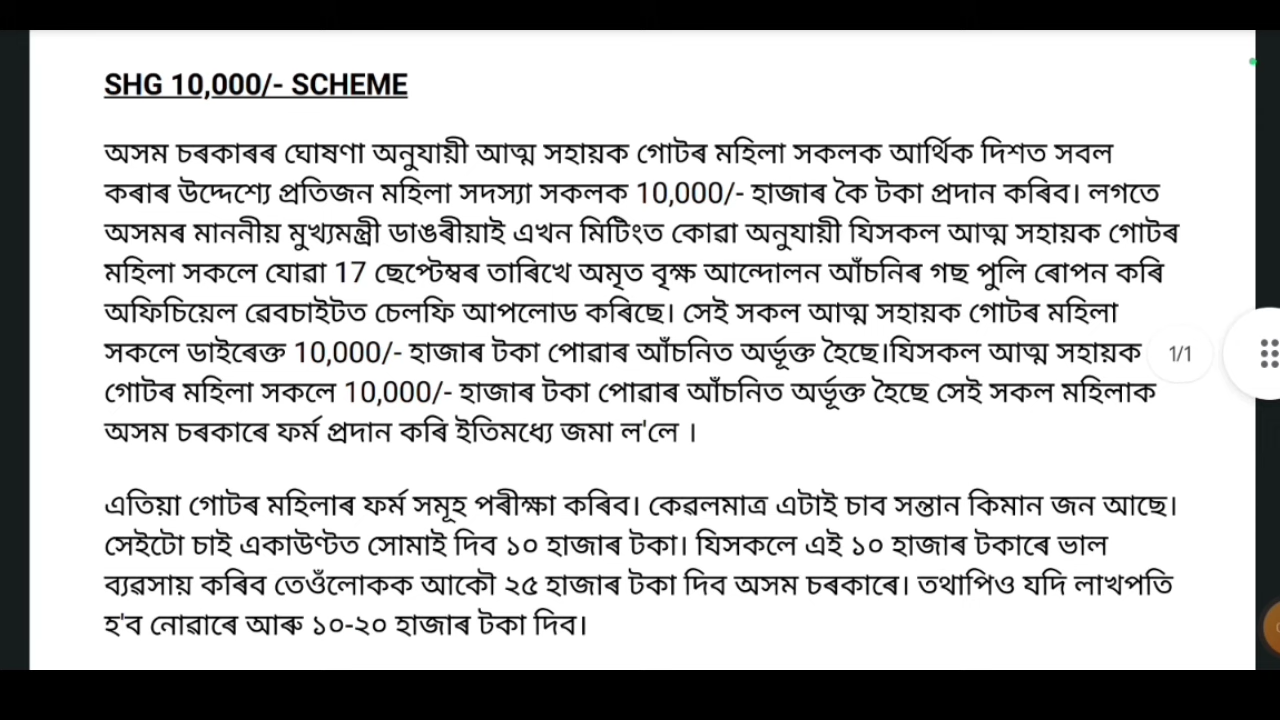 SHG 10,000/- SCHEME
অসম চৰকাৰৰ ঘোষণা অনুযায়ী আত্ম সহায়ক গোটৰ মহিলা সকলক আৰ্থিক দিশত সবল
কৰাৰ উদ্দেশ্যে প্ৰতিজন মহিলা সদস্যা সকলক 10,000/- হাজাৰ কৈ টকা প্ৰদান কৰিব। লগতে
অসমৰ মাননীয় মুখ্যমন্ত্ৰী ডাঙৰীয়াই এখন মিটিংত কোৱা অনুযায়ী যিসকল আত্ম সহায়ক গোটৰ
মহিলা সকলে যোৱা 17 ছেপ্টেম্বৰ তাৰিখে অমৃত বৃক্ষ আন্দোলন আঁচনিৰ গছ পুলি ৰোপন কৰি
অফিচিয়েল ৱেবচাইটত চেলফি আপলোড কৰিছে। সেই সকল আত্ম সহায়ক গোটৰ মহিলা
সকলে ডাইৰেক্ত 10,000/- হাজাৰ টকা পোৱাৰ আঁচনিত অৰ্ভূক্ত হৈছে।যিসকল আত্ম সহায়ক
গোটৰ মহিলা সকলে 10,000/- হাজাৰ টকা পোৱাৰ আঁচনিত অৰ্ভূক্ত হৈছে সেই সকল মহিলাক
অসম চৰকাৰে ফৰ্ম প্ৰদান কৰি ইতিমধ্যে জমা ল'লে ।
এতিয়া গোটৰ মহিলাৰ ফৰ্ম সমূহ পৰীক্ষা কৰিব। কেৱলমাত্ৰ এটাই চাব সন্তান কিমান জন আছে।
সেইটো চাই একাউণ্টত সোমাই দিব ১০ হাজাৰ টকা। যিসকলে এই ১০ হাজাৰ টকাৰে ভাল
ব্যৱসায় কৰিব তেওঁলোকক আকৌ ২৫ হাজাৰ টকা দিব অসম চৰকাৰে। তথাপিও যদি লাখপতি
হ'ব নোৱাৰে আৰু ১০-২০ হাজাৰ টকা দিব।
1/1